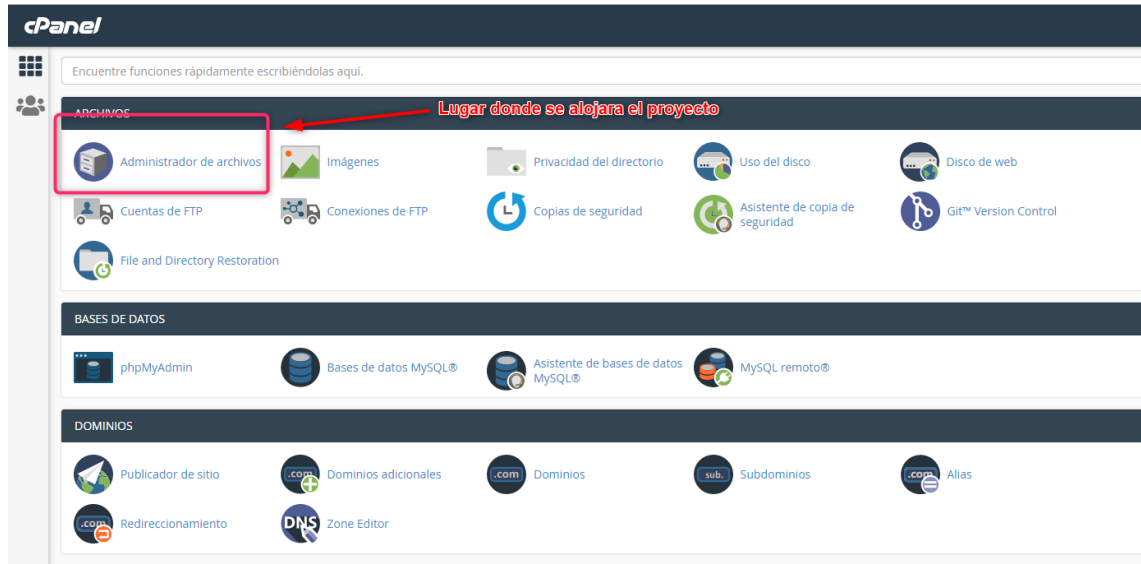 cPanel
Encuentre funciones rápidamente escribiéndolas aquí.
ARCHIVOS
Lugar donde se alojara el proyecto
Administrador de archivos
Imágenes
Privacidad del directorio
Uso del disco
Disco de web
Cuentas de FTP
Conexiones de FTP
Copias de seguridad
Asistente de copia de
seguridad
Git™ Version Control
File and Directory Restoration
BASES DE DATOS
phpMyAdmin
Bases de datos MySQL®
Asistente de bases de datos
MySQL®
MySQL remoto®
DOMINIOS
Publicador de sitio
.com
Dominios adicionales
.com
Dominios
sub.
Subdominios
.com
Alias
.com
Redireccionamiento
DNS
Zone Editor